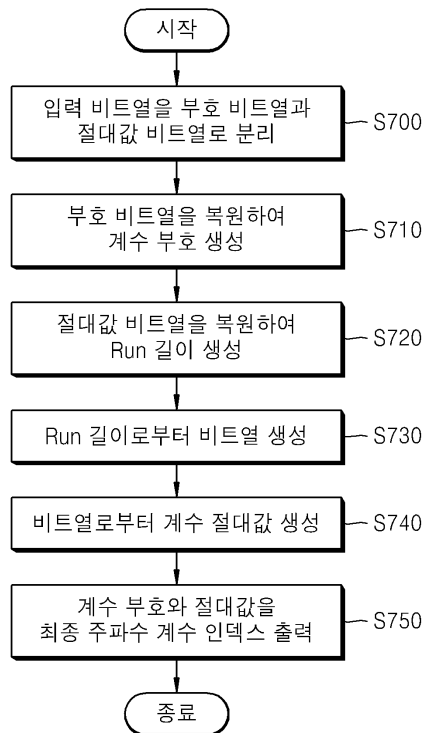 시작
입력 비트열을 부호 비트열과
절대값 비트열로 분리
S700
부호 비트열을 복원하여
계수 부호 생성
S710
절대값 비트열을 복원하여
Run 길이 생성
S720
Run 길이로부터 비트열 생성
S730
비트열로부터 계수 절대값 생성
S740
계수 부호와 절대값을
최종 주파수 계수 인덱스 출력
S750
종료